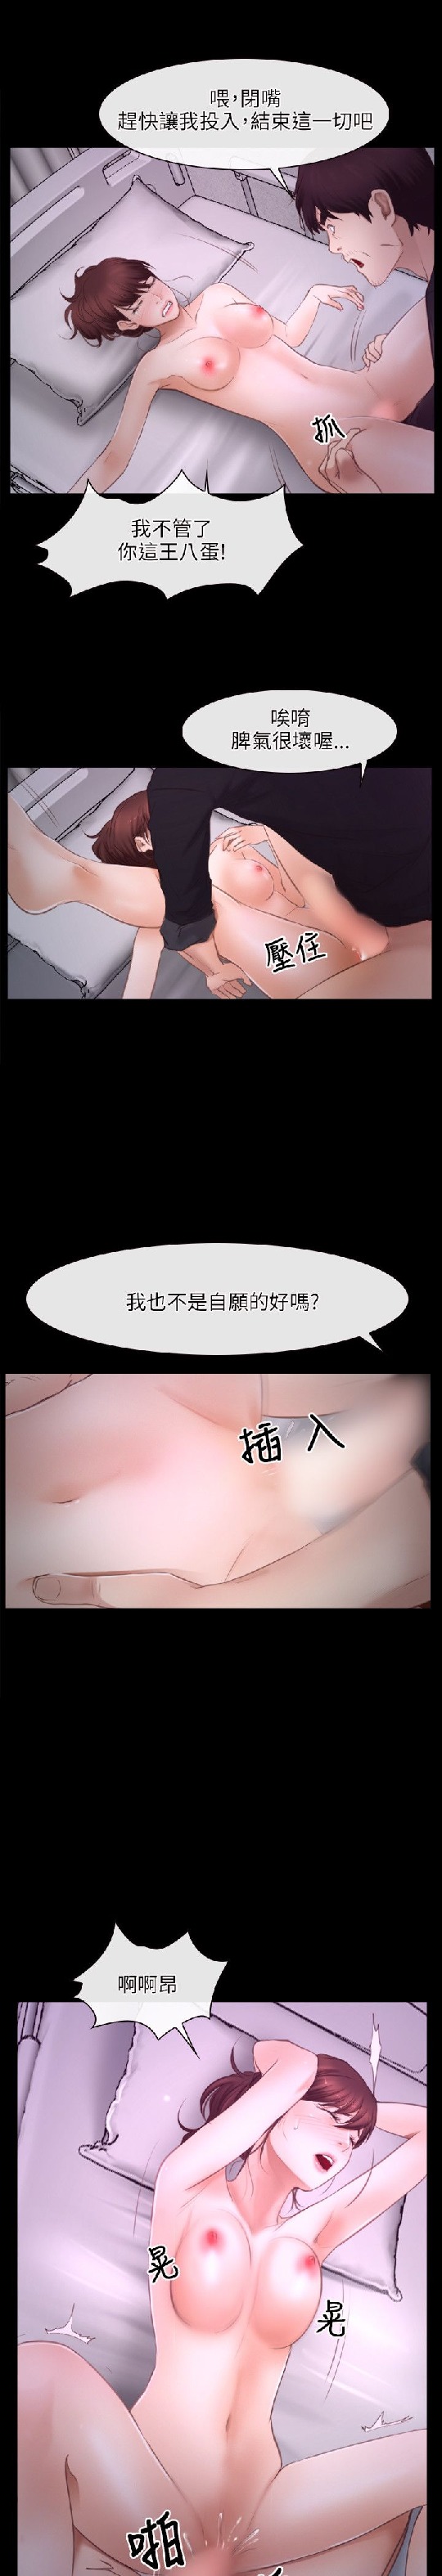 喂，閉嘴
趕快讓我投入，結束這一切吧
抓
我不管了
你這王八蛋!
唉唷
脾氣很壞喔...
壓住
我也不是自願的好嗎?
插入
啊啊昂
晃
晃
啪